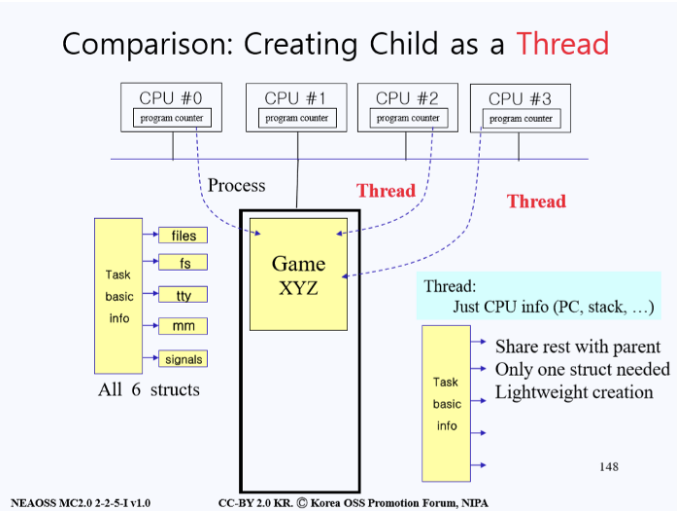 Comparison: Creating Child as a Thread
CPU #0
program counter
CPU #1
program counter
CPU #2
program counter
CPU #3
program counter
Process
Thread
Thread
Task
basic
info
files
fs
tty
mm
signals
All 6 structs
Game
XYZ
Thread:
Just CPU info (PC, stack, …)
Task
basic
info
Share rest with parent
Only one struct needed
Lightweight creation
148
NEAOSS MC2.0 2-2-5-I v1.0
CC-BY 2.0 KR. Ⓒ Korea OSS Promotion Forum, NIPA